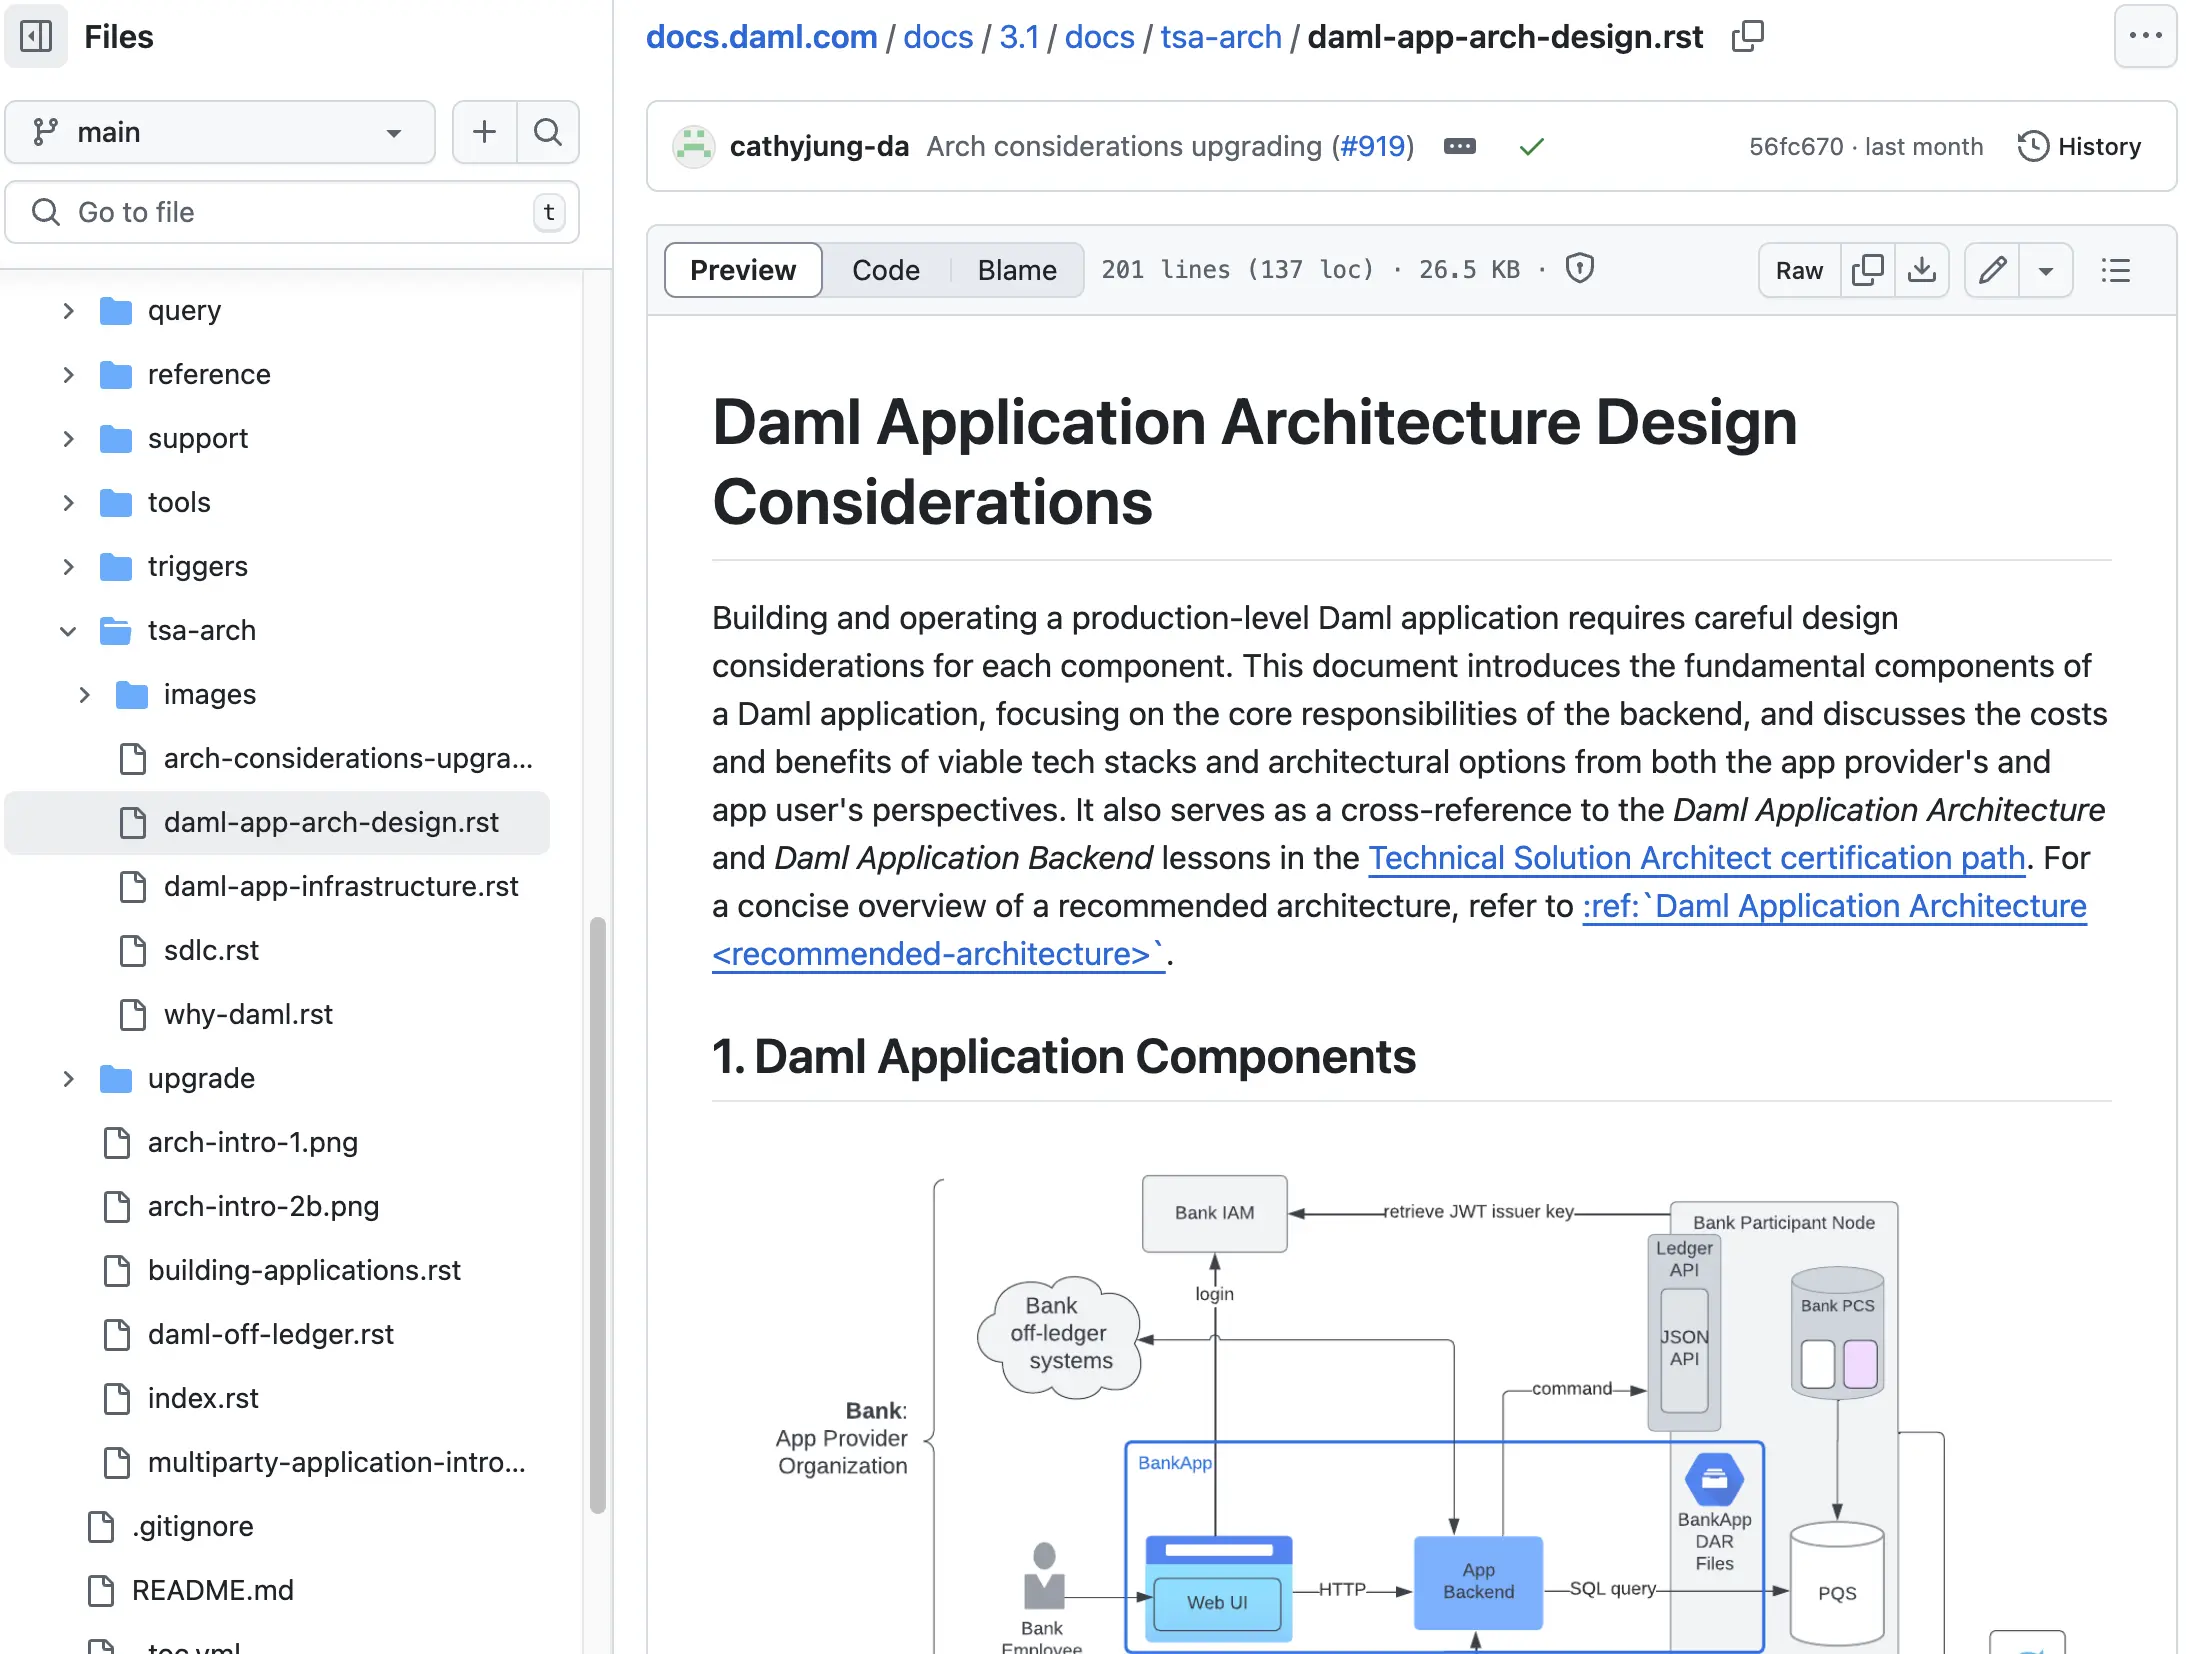 Files
main
Go to file
t
query
reference
support
tools
triggers
tsa-arch
images
arch-considerations-upgra...
daml-app-arch-design.rst
daml-app-infrastructure.rst
sdlc.rst
why-daml.rst
upgrade
arch-intro-1.png
arch-intro-2b.png
building-applications.rst
daml-off-ledger.rst
index.rst
multiparty-application-intro...
.gitignore
README.md
docs.daml.com / docs / 3.1 / docs / tsa-arch / daml-app-arch-design.rst
cathyjung-da Arch considerations upgrading (#919)
56fc670 · last month
History
Preview Code Blame 201 lines (137 loc) · 26.5 KB ·
Raw
Daml Application Architecture Design
Considerations
Building and operating a production-level Daml application requires careful design
considerations for each component. This document introduces the fundamental components of
a Daml application, focusing on the core responsibilities of the backend, and discusses the costs
and benefits of viable tech stacks and architectural options from both the app provider's and
app user's perspectives. It also serves as a cross-reference to the Daml Application Architecture
and Daml Application Backend lessons in the Technical Solution Architect certification path. For
a concise overview of a recommended architecture, refer to :ref:`Daml Application Architecture
<recommended-architecture>`.
1. Daml Application Components
Bank IAM
retrieve JWT issuer key
Bank Participant Node
Ledger
API
JSON
API
Bank PCS
login
Bank
off-ledger
systems
command
Bank:
App Provider
Organization
BankApp
BankApp
DAR
Files
Web UI
HTTP
App
Backend
SQL query
PQS
Bank
Employee